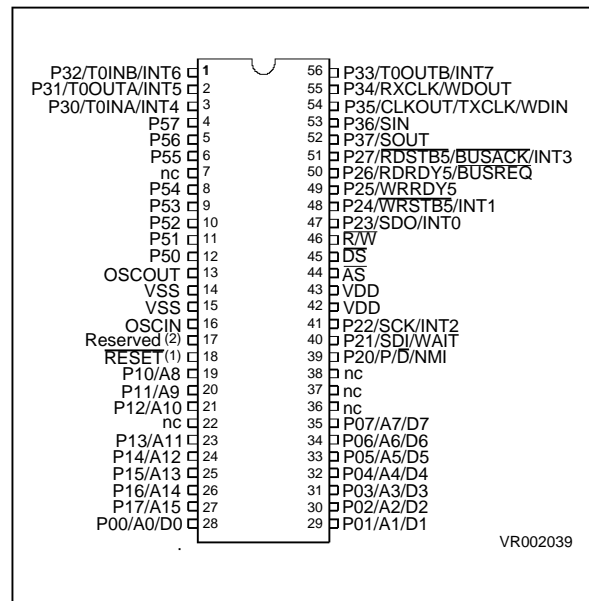 P32/T0INB/INT6 1 56 P33/T0OUTB/INT7
P31/T0UTA/INT5 2 55 P34/RXCLK/WDOUT
P30/T0INA/INT4 3 54 P35/CLKOUT/TXCLK/WDIN
P57 4 53 P36/SIN
P56 5 52 P37/SOUT
P55 6 51 P27/RDSTB5/BUSACK/INT3
nc 7 50 P26/RDRDY5/BUSREQ
P54 8 49 P25/WRRDY5
P53 9 48 P24/WRSTB5/INT1
P52 10 47 P23/SDO/INT0
P51 11 46 R/W
P50 12 45 DS
OSCOUT 13 44 AS
VSS 14 43 VDD
VSS 15 42 VDD
OSCIN 16 41 P22/SCK/INT2
Reserved (2) 17 40 P21/SDI/WAIT
RESET(1) 18 39 P20/P/D/NMI
P10/A8 19 38 nc
P11/A9 20 37 nc
P12/A10 21 36 nc
nc 22 35 P07/A7/D7
P13/A11 23 34 P06/A6/D6
P14/A12 24 33 P05/A5/D5
P15/A13 25 32 P04/A4/D4
P16/A14 26 31 P03/A3/D3
P17/A15 27 30 P02/A2/D2
P00/A0/D0 28 29 P01/A1/D1
VR002039